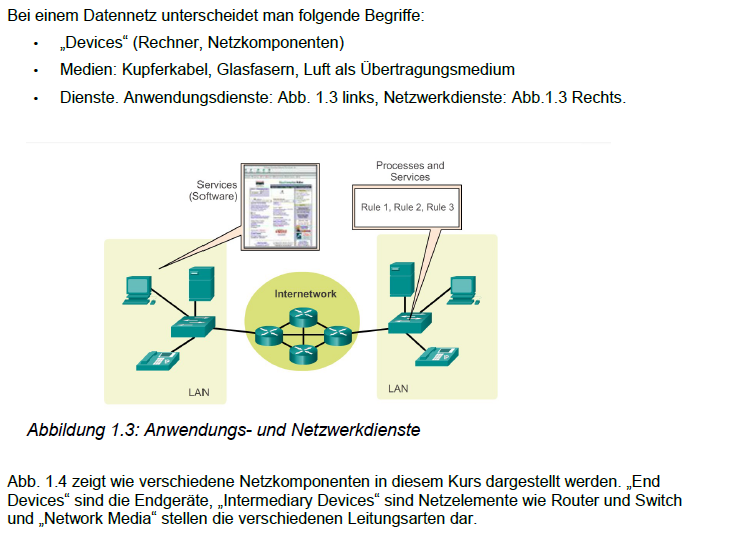 Bei einem Datennetz unterscheidet man folgende Begriffe:
• „Devices“ (Rechner, Netzkomponenten)
• Medien: Kupferkabel, Glasfasern, Luft als Übertragungsmedium
• Dienste. Anwendungsdienste: Abb. 1.3 links, Netzwerkdienste: Abb.1.3 Rechts.
Services
(Software)
Processes and
Services
Rule 1, Rule 2, Rule 3
Internetwork
LAN
LAN
Abbildung 1.3: Anwendungs- und Netzwerkdienste
Abb. 1.4 zeigt wie verschiedene Netzkomponenten in diesem Kurs dargestellt werden. „End
Devices“ sind die Endgeräte, „Intermediary Devices“ sind Netzelemente wie Router und Switch
und „Network Media“ stellen die verschiedenen Leitungsarten dar.